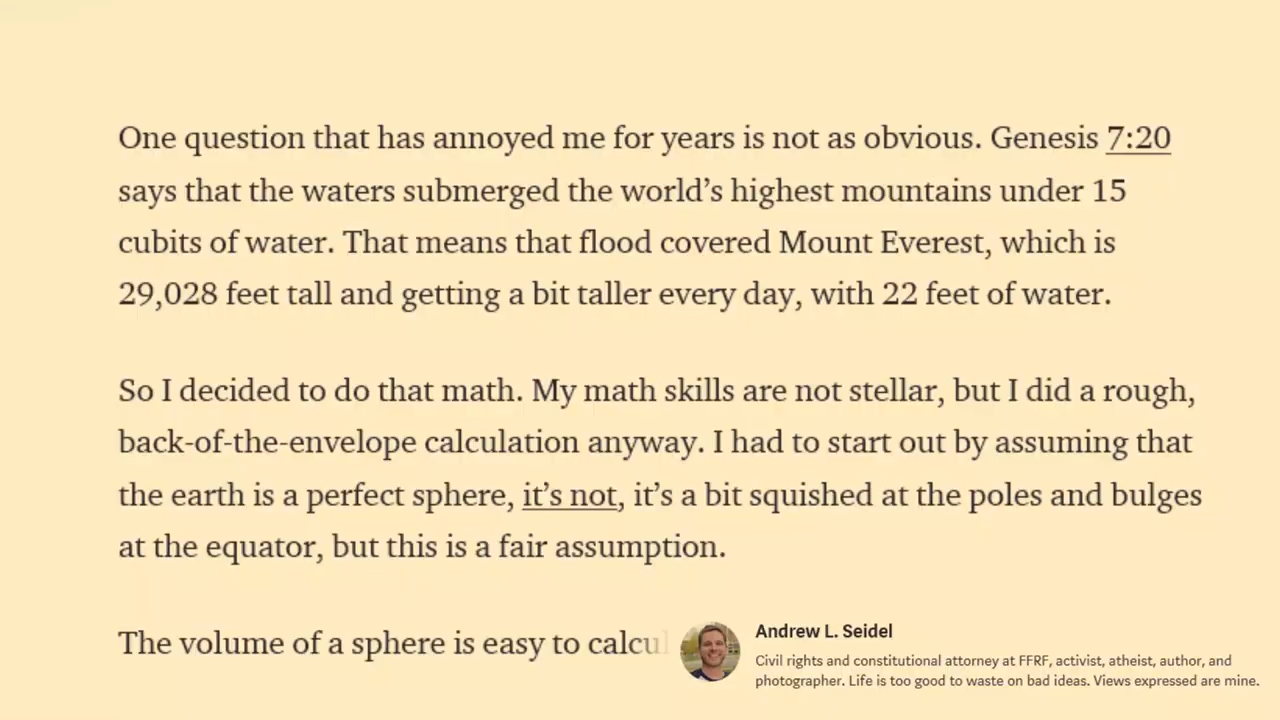 One question that has annoyed me for years is not as obvious. Genesis 7:20
says that the waters submerged the world’s highest mountains under 15
cubits of water. That means that flood covered Mount Everest, which is
29,028 feet tall and getting a bit taller every day, with 22 feet of water.
So I decided to do that math. My math skills are not stellar, but I did a rough,
back-of-the-envelope calculation anyway. I had to start out by assuming that
the earth is a perfect sphere, it’s not, it’s a bit squished at the poles and bulges
at the equator, but this is a fair assumption.
The volume of a sphere is easy to calcul
Andrew L. Seidel
Civil rights and constitutional attorney at FFRF, activist, atheist, author, and
photographer. Life is too good to waste on bad ideas. Views expressed are mine.